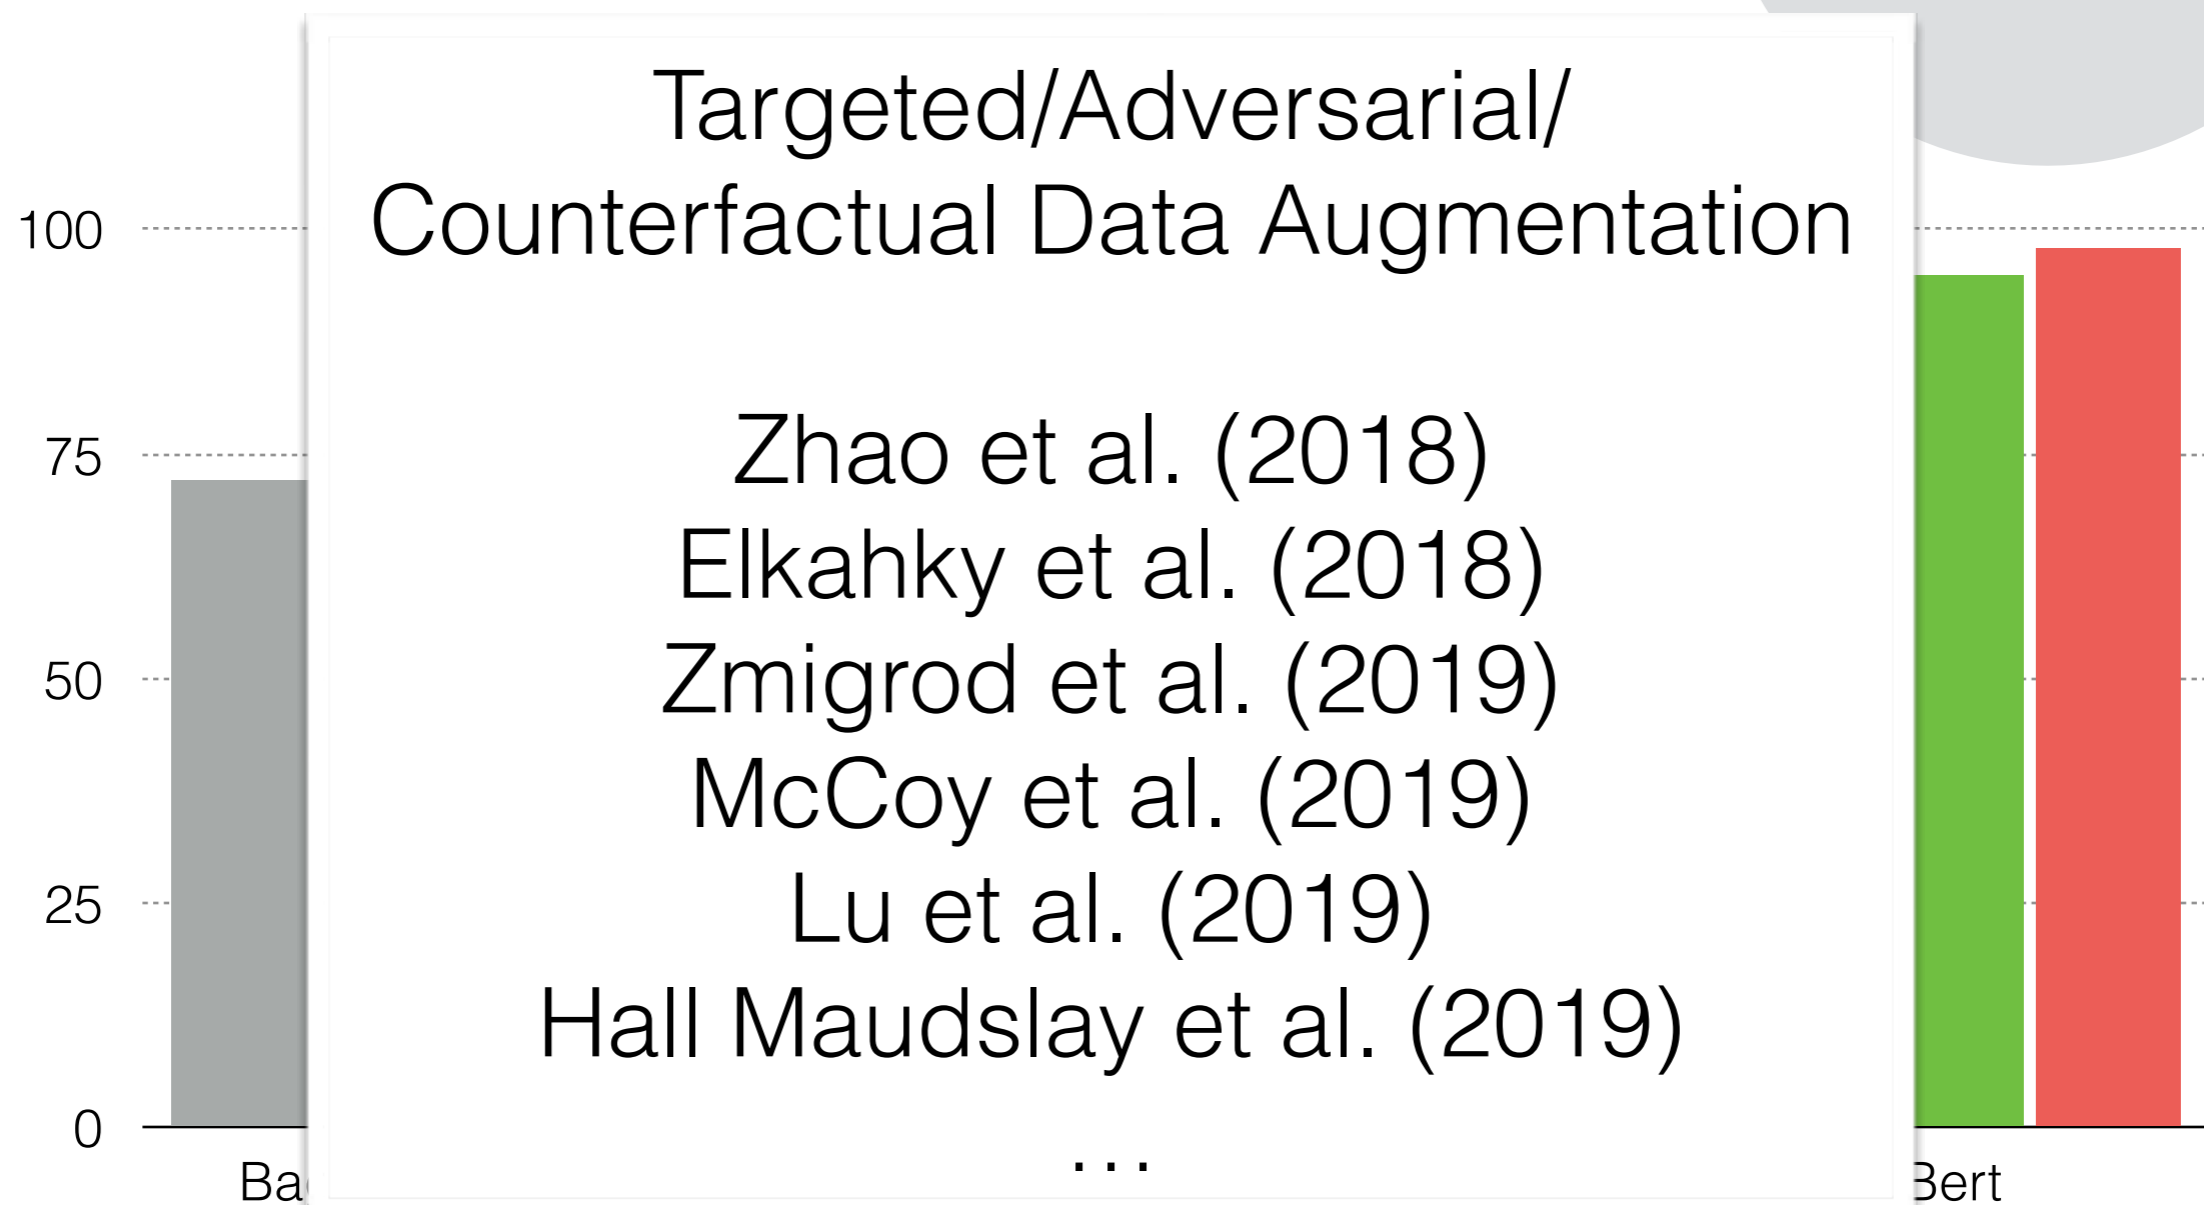 Targeted/Adversarial/
Counterfactual Data Augmentation
Zhao et al. (2018)
Elkahky et al. (2018)
Zmigrod et al. (2019)
McCoy et al. (2019)
Lu et al. (2019)
Hall Maudslay et al. (2019)
...
100
75
50
25
0
Bert